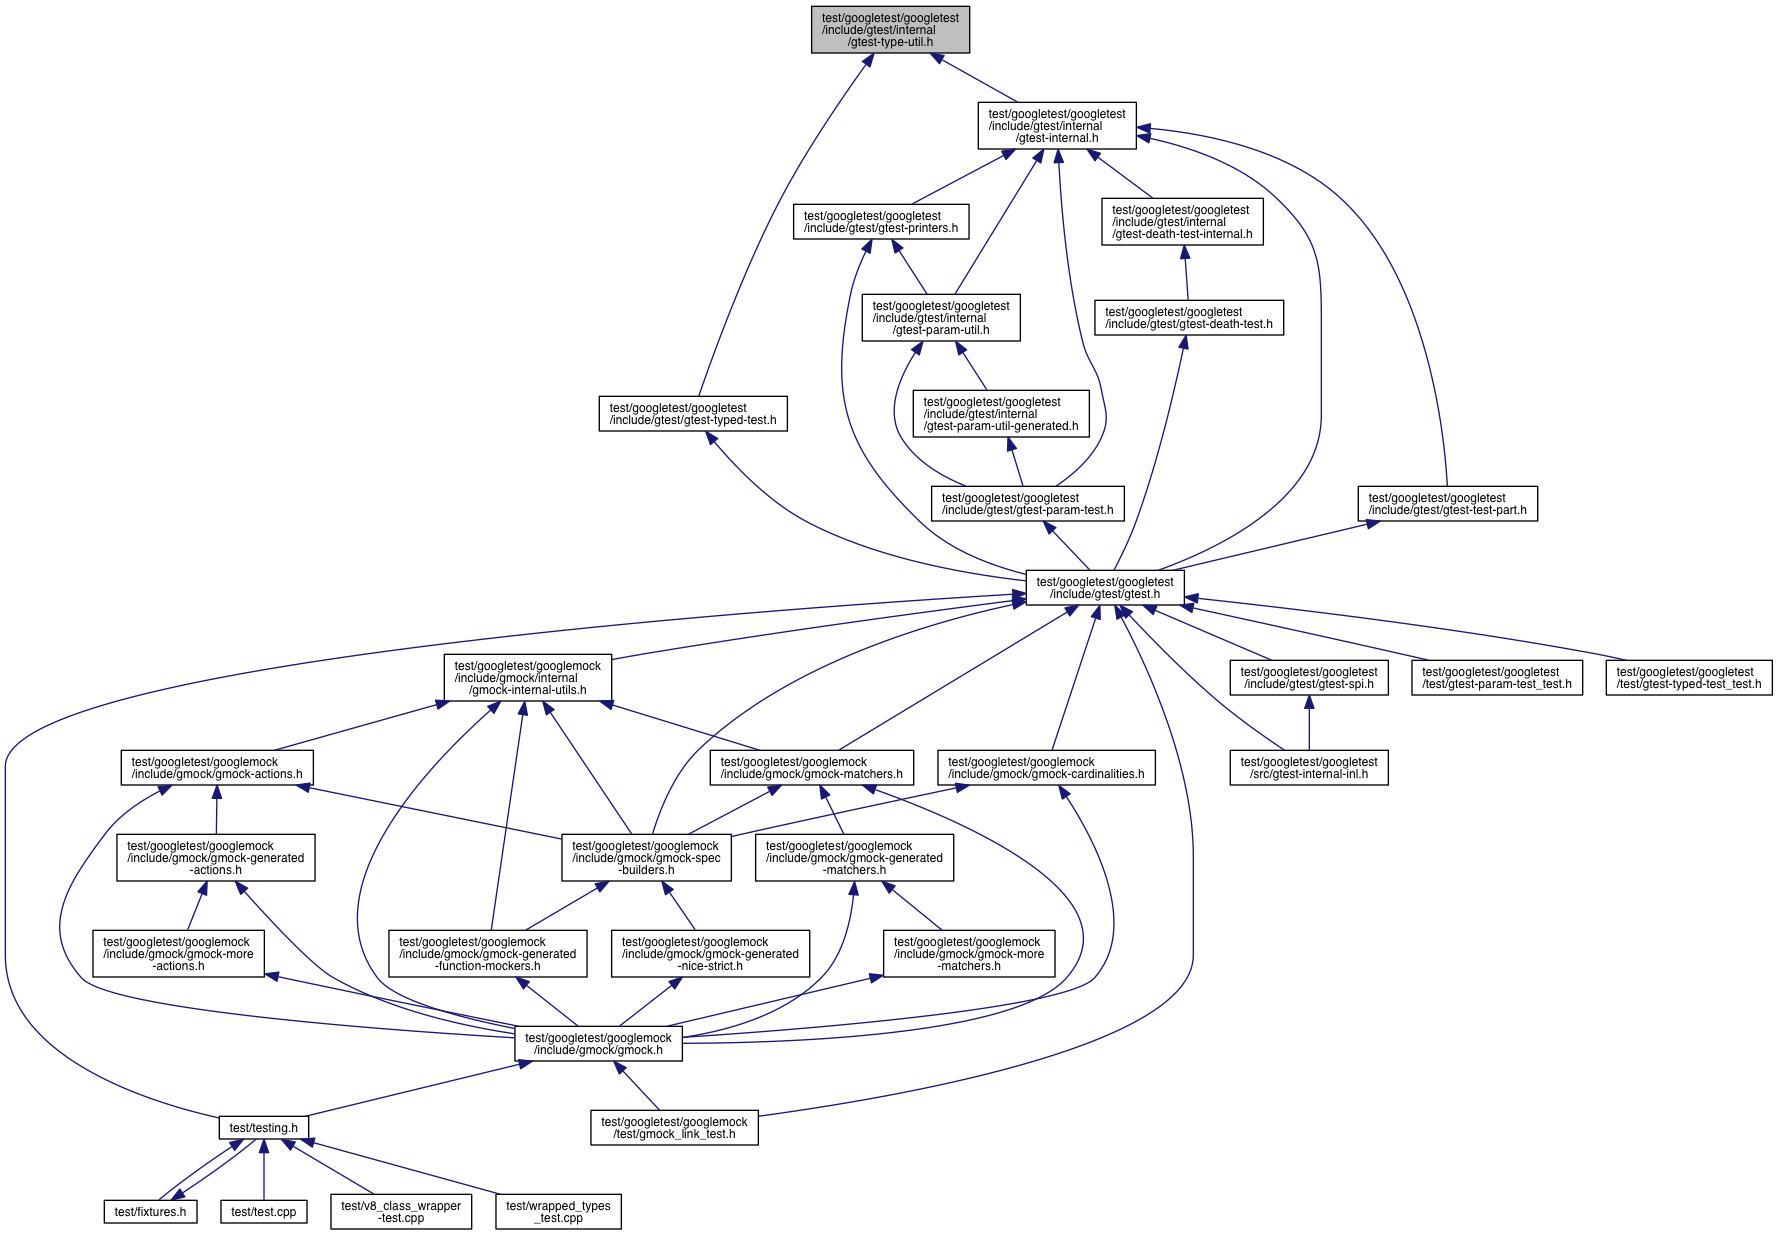 test/googletest/googletest
/include/gtest/internal
/gtest-type-util.h
test/googletest/googletest
/include/gtest/internal
/gtest-internal.h
test/googletest/googletest
/include/gtest/gtest-printers.h
test/googletest/googletest
/include/gtest/internal
/gtest-death-test-internal.h
test/googletest/googletest
/include/gtest/internal
/gtest-param-util.h
test/googletest/googletest
/include/gtest/gtest-death-test.h
test/googletest/googletest
/include/gtest/gtest-typed-test.h
test/googletest/googletest
/include/gtest/internal
/gtest-param-util-generated.h
test/googletest/googletest
/include/gtest/gtest-param-test.h
test/googletest/googletest
/include/gtest/gtest-test-part.h
test/googletest/googletest
/include/gtest/gtest.h
test/googletest/googlemock
/include/gmock/internal
/gmock-internal-utils.h
test/googletest/googletest
/include/gtest/gtest-spi.h
test/googletest/googletest
/test/gtest-param-test_test.h
test/googletest/googletest
/test/gtest-typed-test_test.h
test/googletest/googlemock
/include/gmock/gmock-actions.h
test/googletest/googlemock
/include/gmock/gmock-matchers.h
test/googletest/googlemock
/include/gmock/gmock-cardinalities.h
test/googletest/googletest
/src/gtest-internal-inl.h
test/googletest/googlemock
/include/gmock/gmock-generated
-actions.h
test/googletest/googlemock
/include/gmock/gmock-spec
-builders.h
test/googletest/googlemock
/include/gmock/gmock-generated
-matchers.h
test/googletest/googlemock
/include/gmock/gmock-more
-actions.h
test/googletest/googlemock
/include/gmock/gmock-generated
-function-mockers.h
test/googletest/googlemock
/include/gmock/gmock-generated
-nice-strict.h
test/googletest/googlemock
/include/gmock/gmock-more
-matchers.h
test/googletest/googlemock
/include/gmock/gmock.h
test/testing.h
test/googletest/googlemock
/test/gmock_link_test.h
test/fixtures.h
test/test.cpp
test/v8_class_wrapper
-test.cpp
test/wrapped_types
_test.cpp